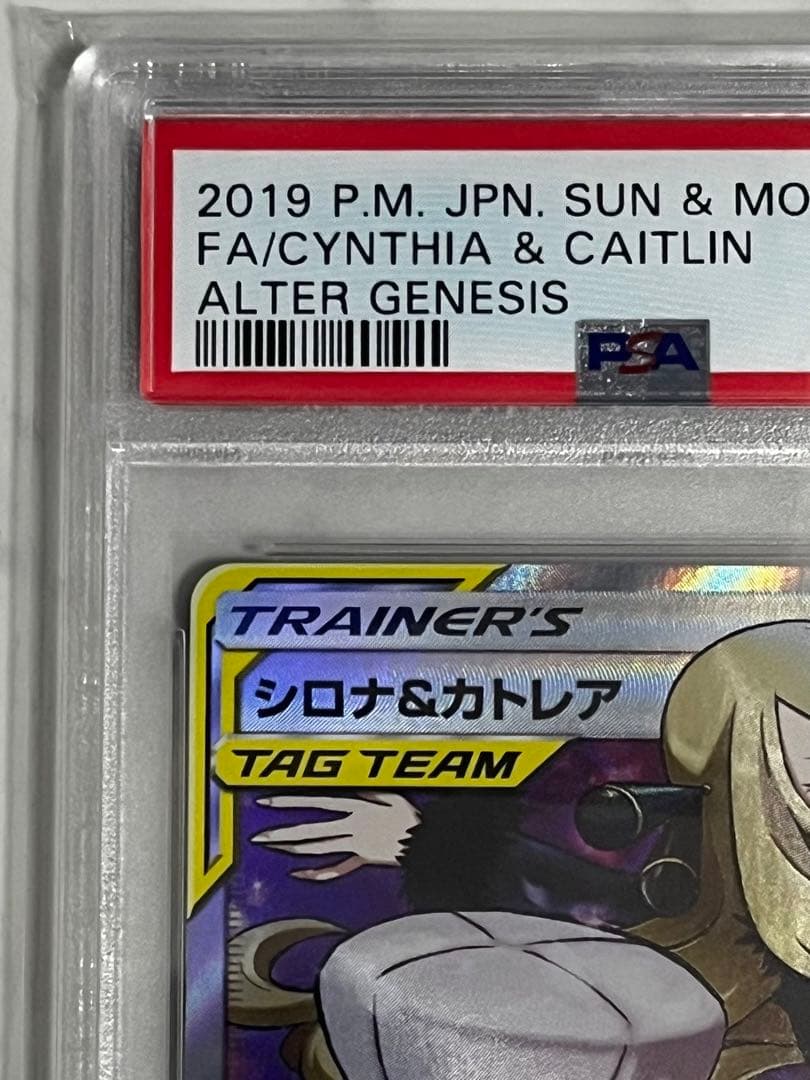 2019 P.M. JPN. SUN & MO
FA/CYNTHIA & CAITLIN
ALTER GENESIS
PSA
TRAINER'S
シロナ&カトレア
TAG TEAM